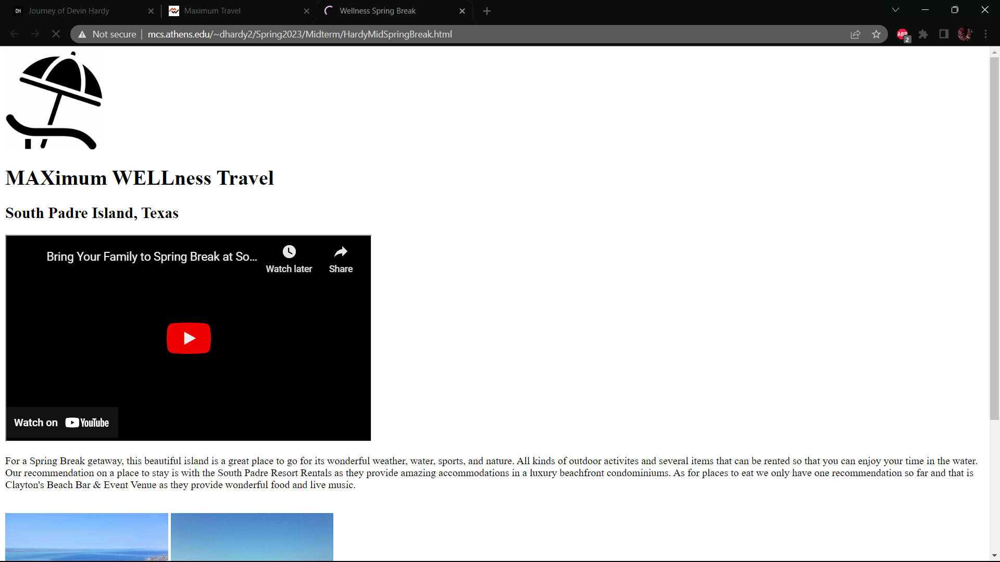 DH Journey of Devin Hardy
Maximum Travel
Wellness Spring Break
Not secure mcs.athens.edu/~dhardy2/Spring2023/Midterm/HardyMidSpringBreak.html
ABP 2
MAXimum WELLness Travel
South Padre Island, Texas
Bring Your Family to Spring Break at So...
Watch later
Share
Watch on YouTube
For a Spring Break getaway, this beautiful island is a great place to go for its wonderful weather, water, sports, and nature. All kinds of outdoor activites and several items that can be rented so that you can enjoy your time in the water.
Our recommendation on a place to stay is with the South Padre Resort Rentals as they provide amazing accommodations in a luxury beachfront condominiums. As for places to eat we only have one recommendation so far and that is
Clayton's Beach Bar & Event Venue as they provide wonderful food and live music.